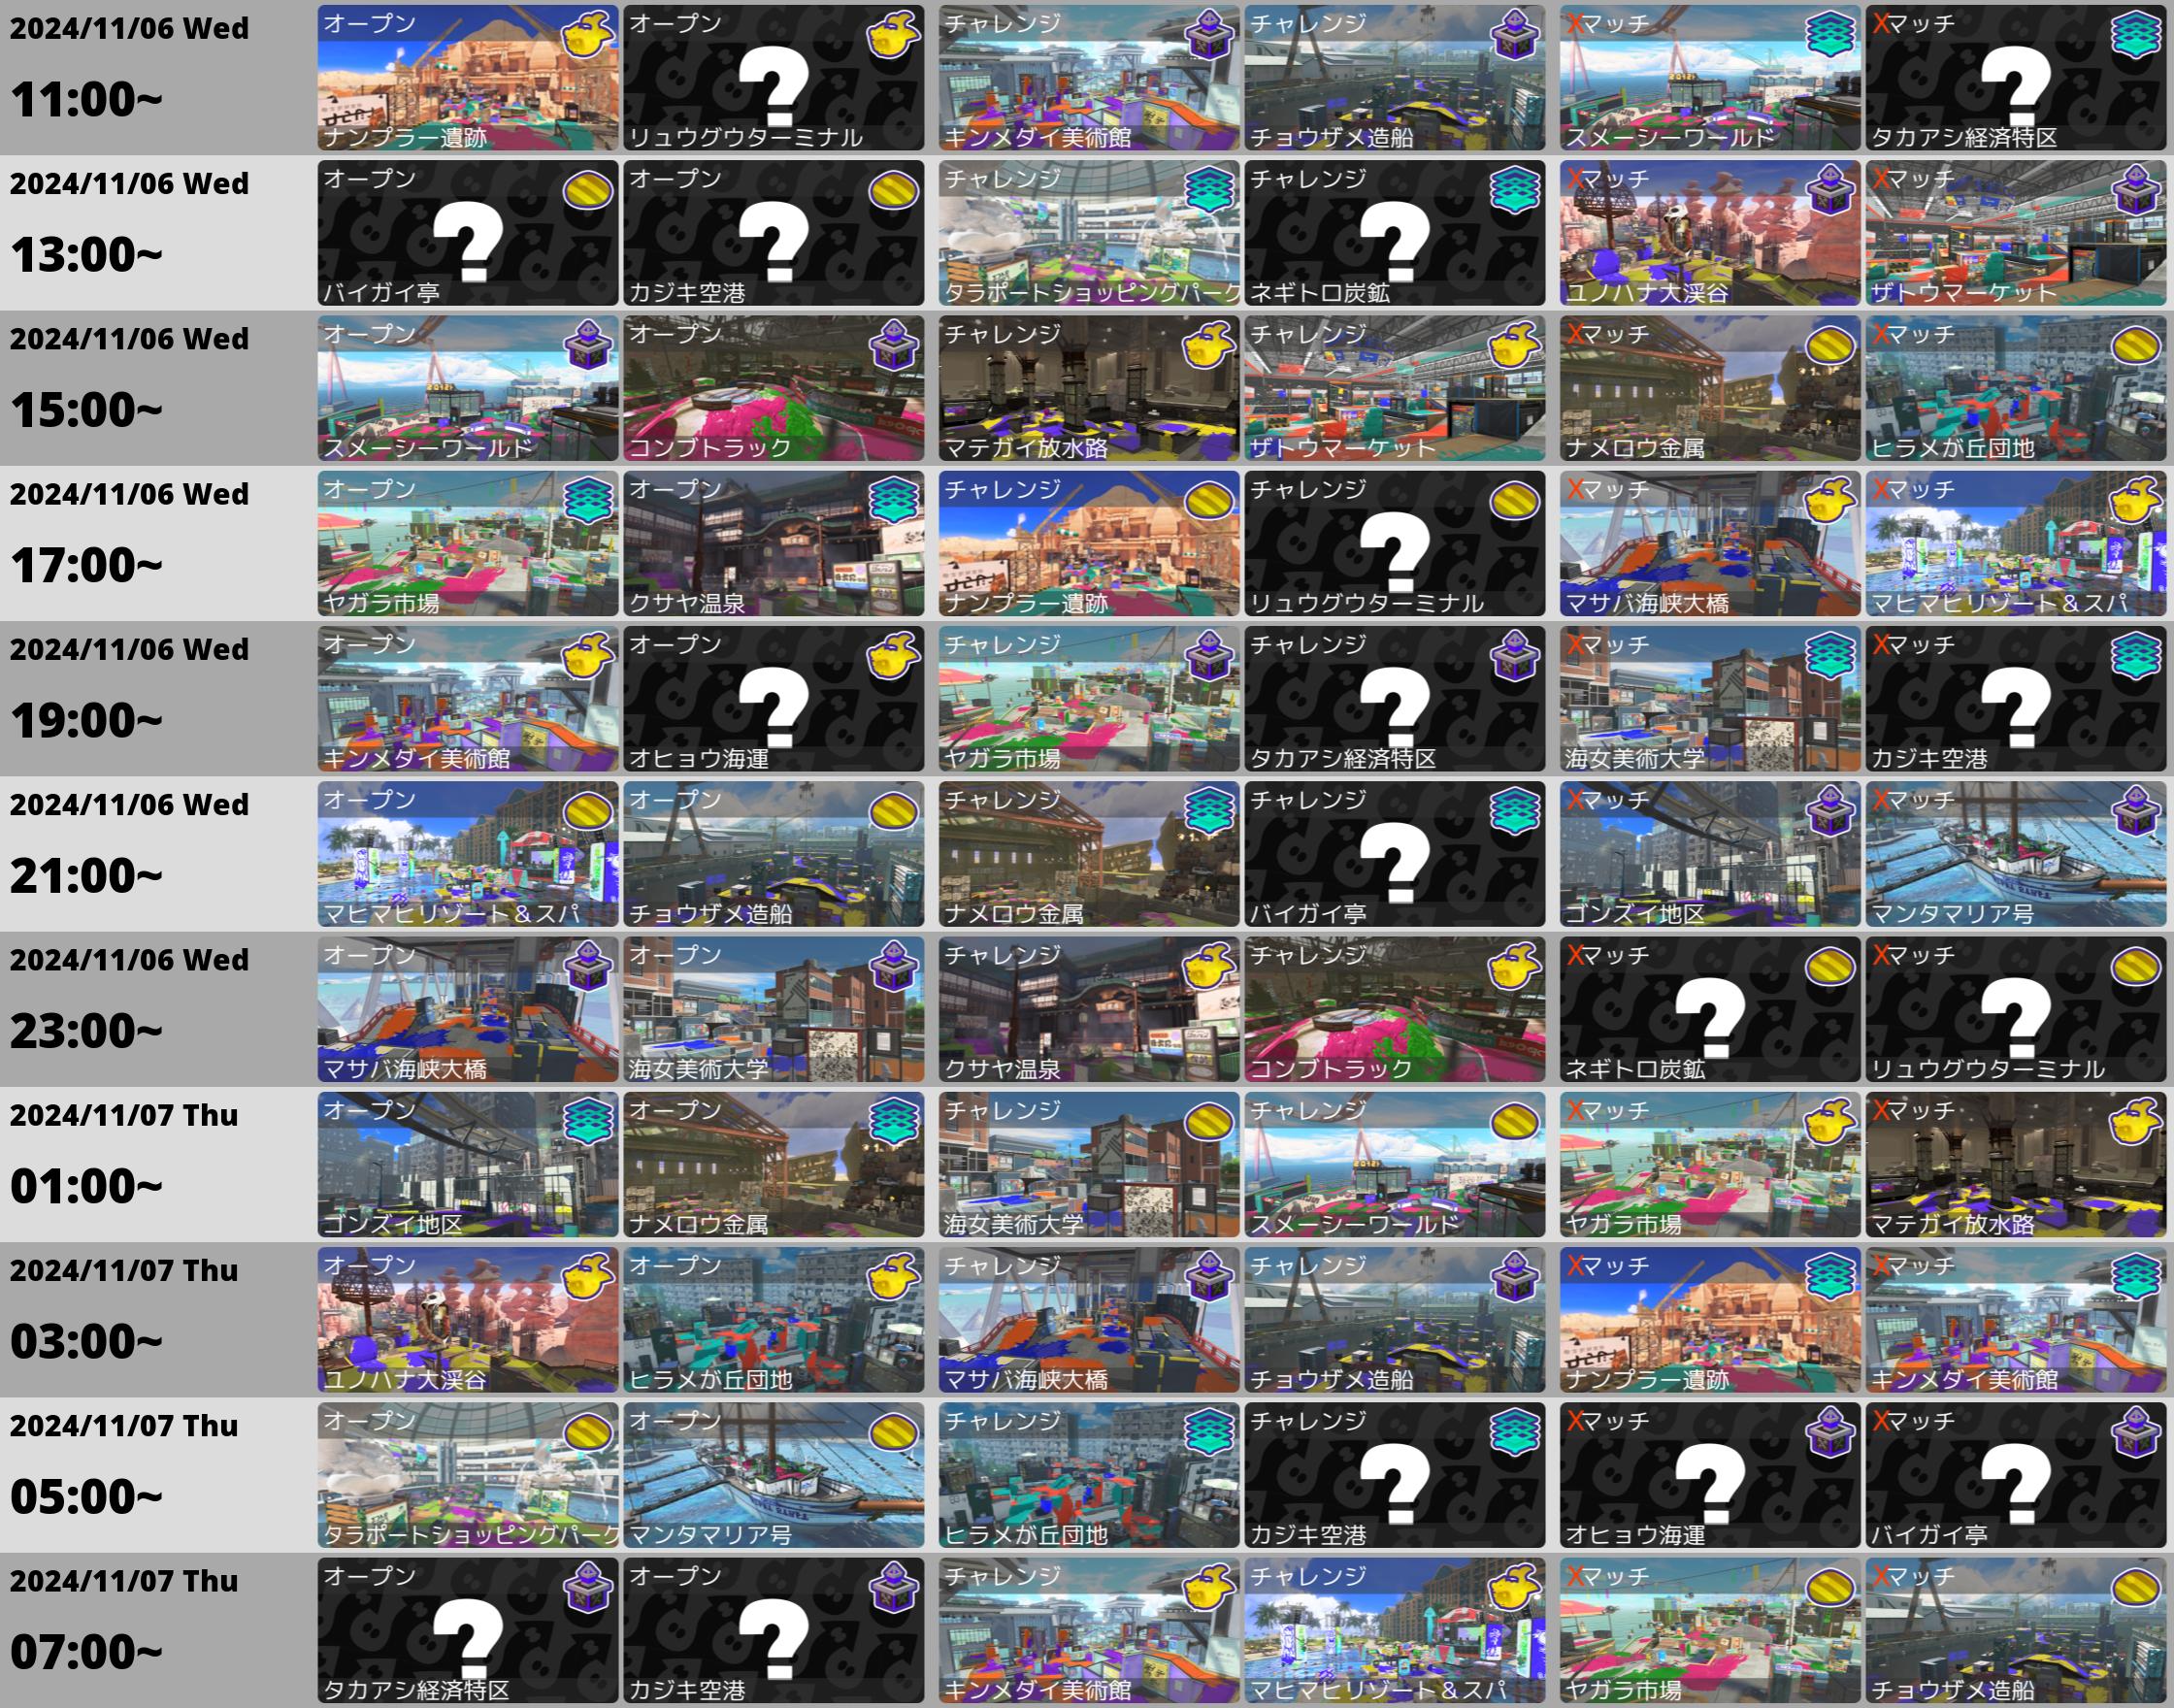 2024/11/06 Wed
11:00~
オープン オープン チャレンジ チャレンジ Xマッチ Xマッチ
ナンプラー遺跡 リュウグウターミナル キンメダイ美術館 チョウザメ造船 スメーシーワールド タカアシ経済特区
2024/11/06 Wed
13:00~
オープン オープン チャレンジ チャレンジ Xマッチ Xマッチ
バイガイ亭 カジキ空港 タラポートショッピングパーク ネギトロ炭鉱 ユノハナ大渓谷 ザトウマーケット
2024/11/06 Wed
15:00~
オープン オープン チャレンジ チャレンジ Xマッチ Xマッチ
スメーシーワールド コンブトラック マテガイ放水路 ザトウマーケット ナメロウ金属 ヒラメが丘団地
2024/11/06 Wed
17:00~
オープン オープン チャレンジ チャレンジ Xマッチ Xマッチ
ヤガラ市場 クサヤ温泉 ナンプラー遺跡 リュウグウターミナル マサバ海峡大橋 マヒマヒリゾート＆スパ
2024/11/06 Wed
19:00~
オープン オープン チャレンジ チャレンジ Xマッチ Xマッチ
キンメダイ美術館 オヒョウ海運 ヤガラ市場 タカアシ経済特区 海女美術大学 カジキ空港
2024/11/06 Wed
21:00~
オープン オープン チャレンジ チャレンジ Xマッチ Xマッチ
マヒマヒリゾート＆スパ チョウザメ造船 ナメロウ金属 バイガイ亭 ゴンズイ地区 マンタマリア号
2024/11/06 Wed
23:00~
オープン オープン チャレンジ チャレンジ Xマッチ Xマッチ
マサバ海峡大橋 海女美術大学 クサヤ温泉 コンブトラック ネギトロ炭鉱 リュウグウターミナル
2024/11/07 Thu
01:00~
オープン オープン チャレンジ チャレンジ Xマッチ Xマッチ
ゴンズイ地区 ナメロウ金属 海女美術大学 スメーシーワールド ヤガラ市場 マテガイ放水路
2024/11/07 Thu
03:00~
オープン オープン チャレンジ チャレンジ Xマッチ Xマッチ
ユノハナ大渓谷 ヒラメが丘団地 マサバ海峡大橋 チョウザメ造船 ナンプラー遺跡 キンメダイ美術館
2024/11/07 Thu
05:00~
オープン オープン チャレンジ チャレンジ Xマッチ Xマッチ
タラポートショッピングパーク マンタマリア号 ヒラメが丘団地 カジキ空港 オヒョウ海運 バイガイ亭
2024/11/07 Thu
07:00~
オープン オープン チャレンジ チャレンジ Xマッチ Xマッチ
タカアシ経済特区 カジキ空港 キンメダイ美術館 マヒマヒリゾート＆スパ ヤガラ市場 チョウザメ造船